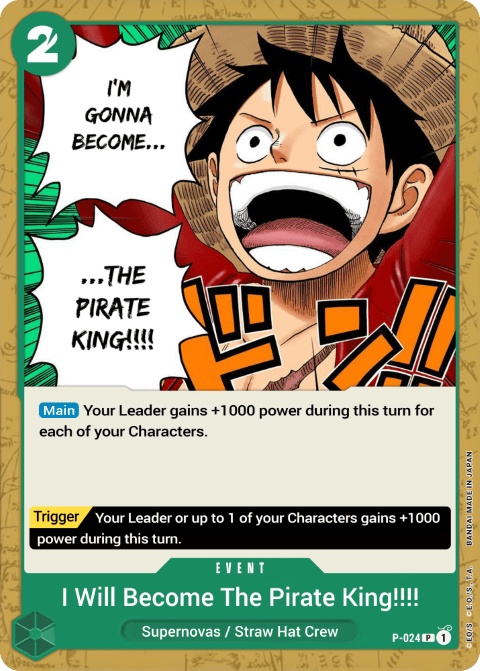 2
I'M
GONNA
BECOME...
...THE
PIRATE
KING!!!!
ドン
Main Your Leader gains +1000 power during this turn for
each of your Characters.
Trigger Your Leader or up to 1 of your Characters gains +1000
power during this turn.
EVENT
I Will Become The Pirate King!!!!
Supernovas / Straw Hat Crew
P-024 P 1
©E.O/S. ©E.O./S., T.A. BANDAI MADE IN JAPAN